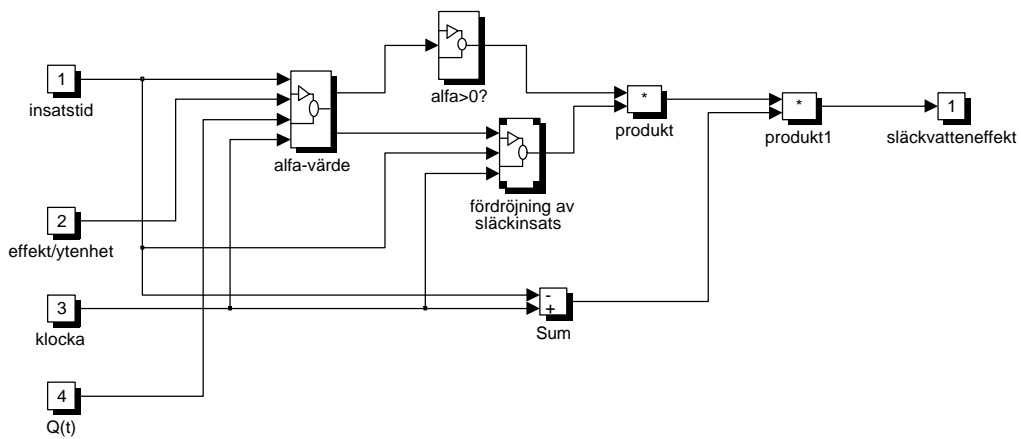 1
insatstid
2
effekt/ytenhet
3
klocka
4
Q(t)
alfa-värde
alfa>0?
fördröjning av
släckinsats
-
+
Sum
*
produkt
*
produkt1
1
släckvatteneffekt